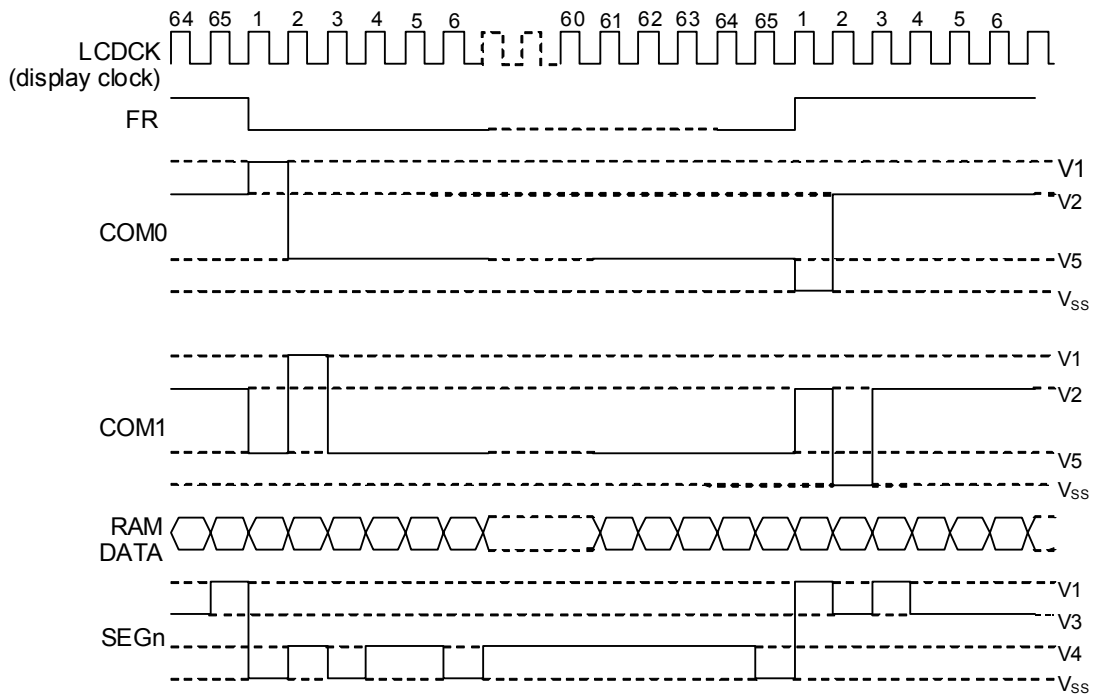 64 65 1 2 3 4 5 6 60 61 62 63 64 65 1 2 3 4 5 6
LCDCK
(display clock)
FR
V1
V2
COM0
V5
VSS
V1
V2
COM1
V5
VSS
RAM
DATA
V1
V3
SEGn
V4
VSS